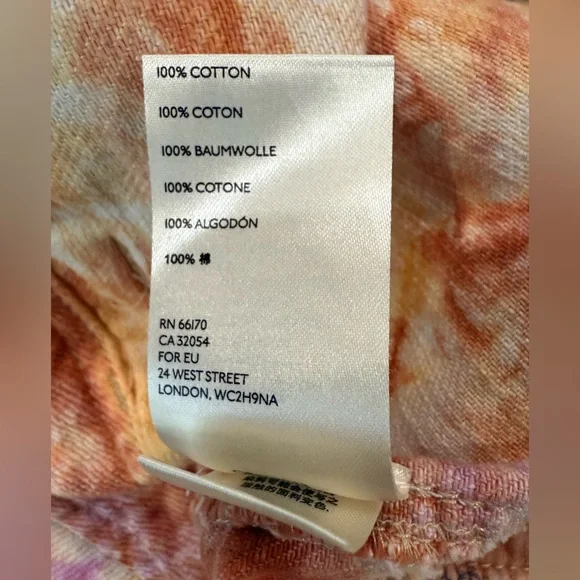 100% COTTON
100% COTON
100% BAUMWOLLE
100% COTONE
100% ALGODÓN
100% 棉
RN 66170
CA 32054
FOR EU
24 WEST STREET
LONDON, WC2H9NA